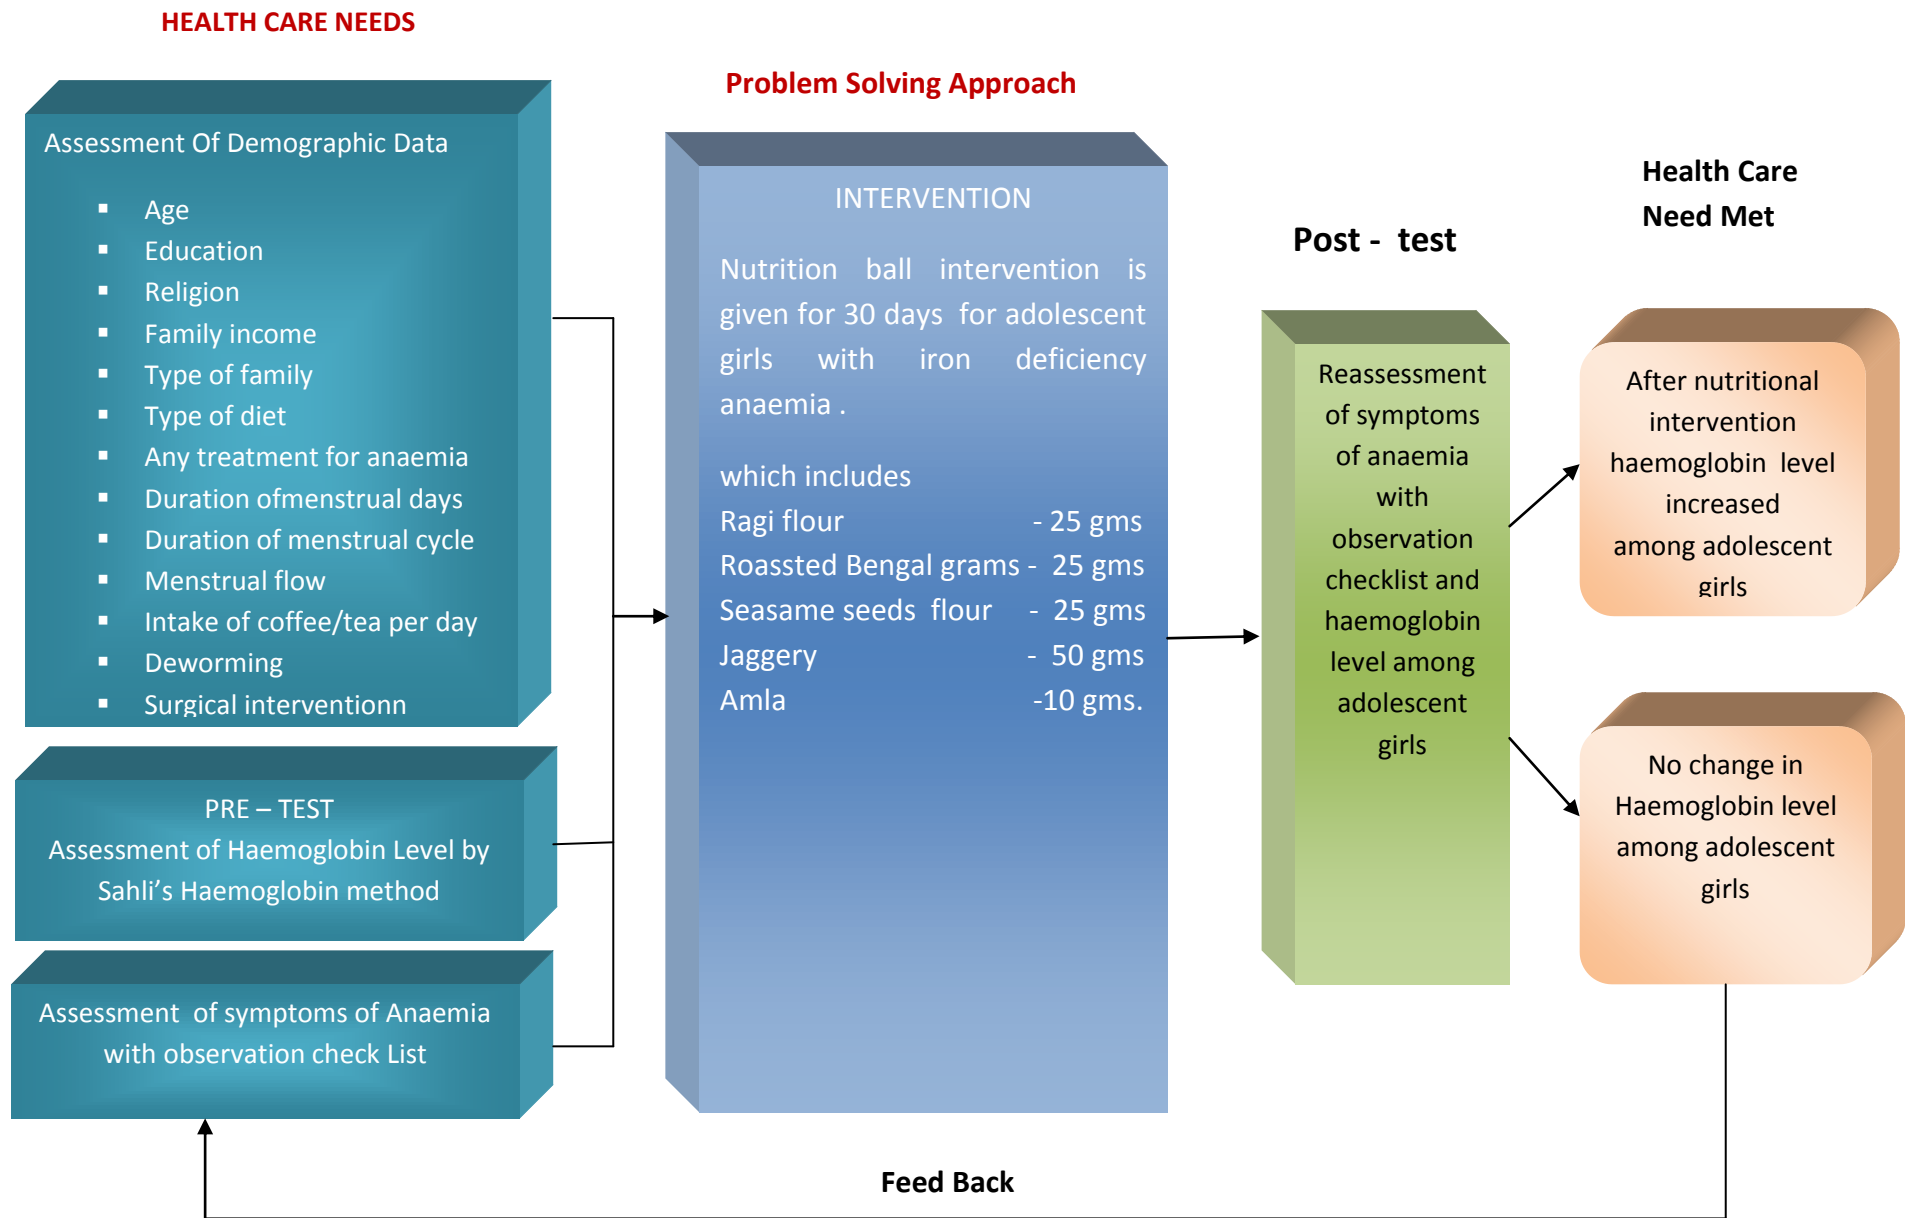 HEALTH CARE NEEDS
Assessment Of Demographic Data
▪ Age
▪ Education
▪ Religion
▪ Family income
▪ Type of family
▪ Type of diet
▪ Any treatment for anaemia
▪ Duration ofmenstrual days
▪ Duration of menstrual cycle
▪ Menstrual flow
▪ Intake of coffee/tea per day
▪ Deworming
▪ Surgical interventionn
PRE – TEST
Assessment of Haemoglobin Level by
Sahli's Haemoglobin method
Assessment of symptoms of Anaemia
with observation check List
Problem Solving Approach
INTERVENTION
Nutrition ball intervention is
given for 30 days for adolescent
girls with iron deficiency
anaemia .
which includes
Ragi flour - 25 gms
Roassted Bengal grams - 25 gms
Seasame seeds flour - 25 gms
Jaggery - 50 gms
Amla -10 gms.
Post - test
Reassessment
of symptoms
of anaemia
with
observation
checklist and
haemoglobin
level among
adolescent
girls
Health Care
Need Met
After nutritional
intervention
haemoglobin level
increased
among adolescent
girls
No change in
Haemoglobin level
among adolescent
girls
Feed Back